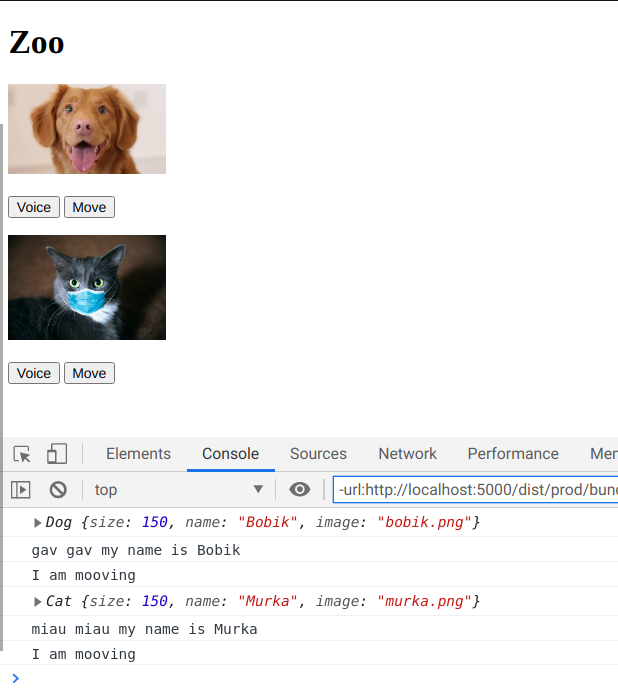 Zoo
Voice Move
Voice Move
Elements Console Sources Network Performance Mem
top -url:http://localhost:5000/dist/prod/bund
Dog {size: 150, name: "Bobik", image: "bobik.png"}
gav gav my name is Bobik
I am mooving
Cat {size: 150, name: "Murka", image: "murka.png"}
miau miau my name is Murka
I am mooving